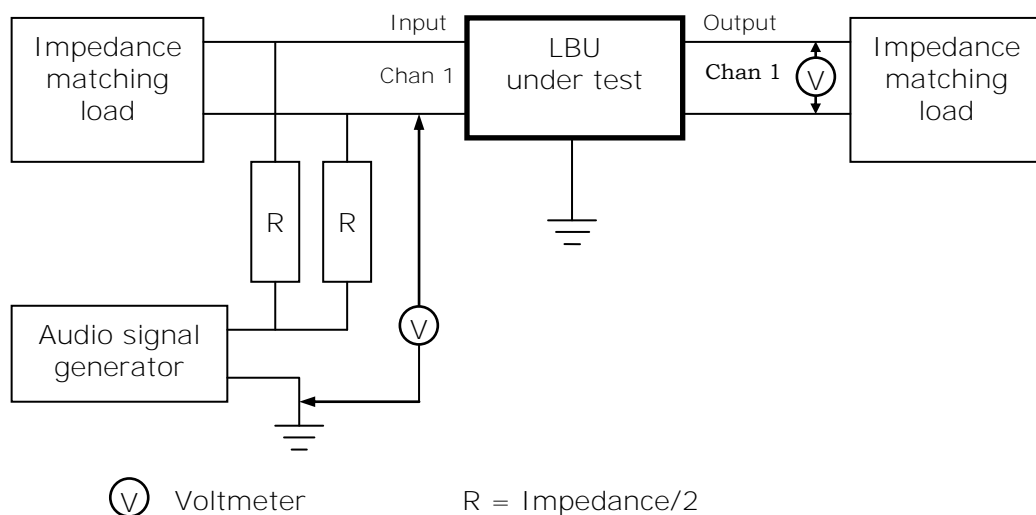 Impedance
matching
load
Input
Chan 1
LBU
under test
Output
Chan 1
V
Impedance
matching
load
R
R
V
Audio signal
generator
V Voltmeter
R = Impedance/2